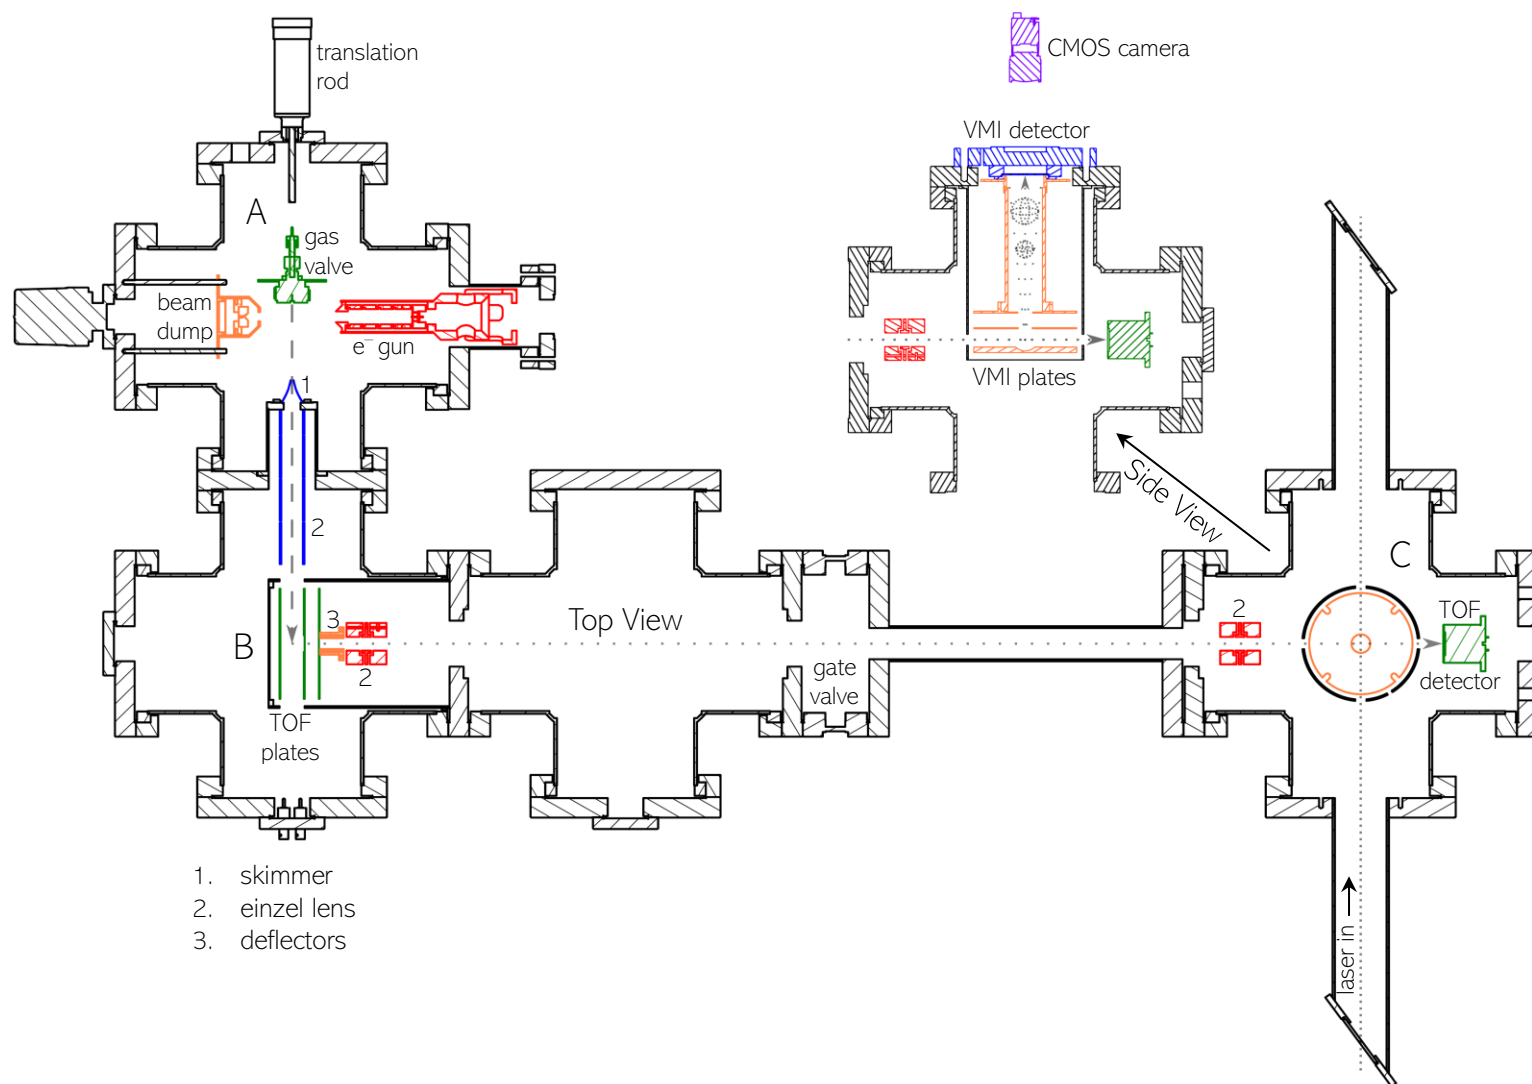 translation
rod
CMOS camera
VMI detector
A
gas
valve
beam
dump
e⁻ gun
1
VMI plates
Side View
2
C
3
B
Top View
2
2
TOF
detector
gate
valve
TOF
plates
1. skimmer
2. einzel lens
3. deflectors
laser in